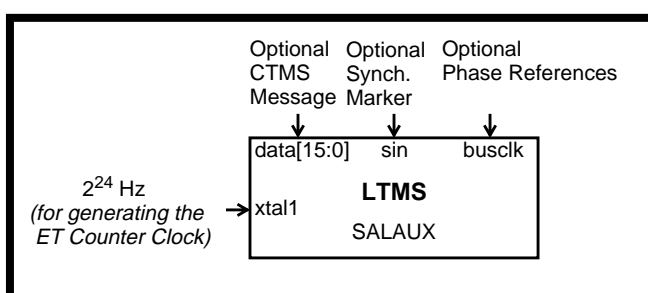 Optional
CTMS
Message
Optional
Synch.
Marker
Optional
Phase References
data[15:0] sin busclk
2^24 Hz
(for generating the
ET Counter Clock)
xtal1
LTMS
SALAUX